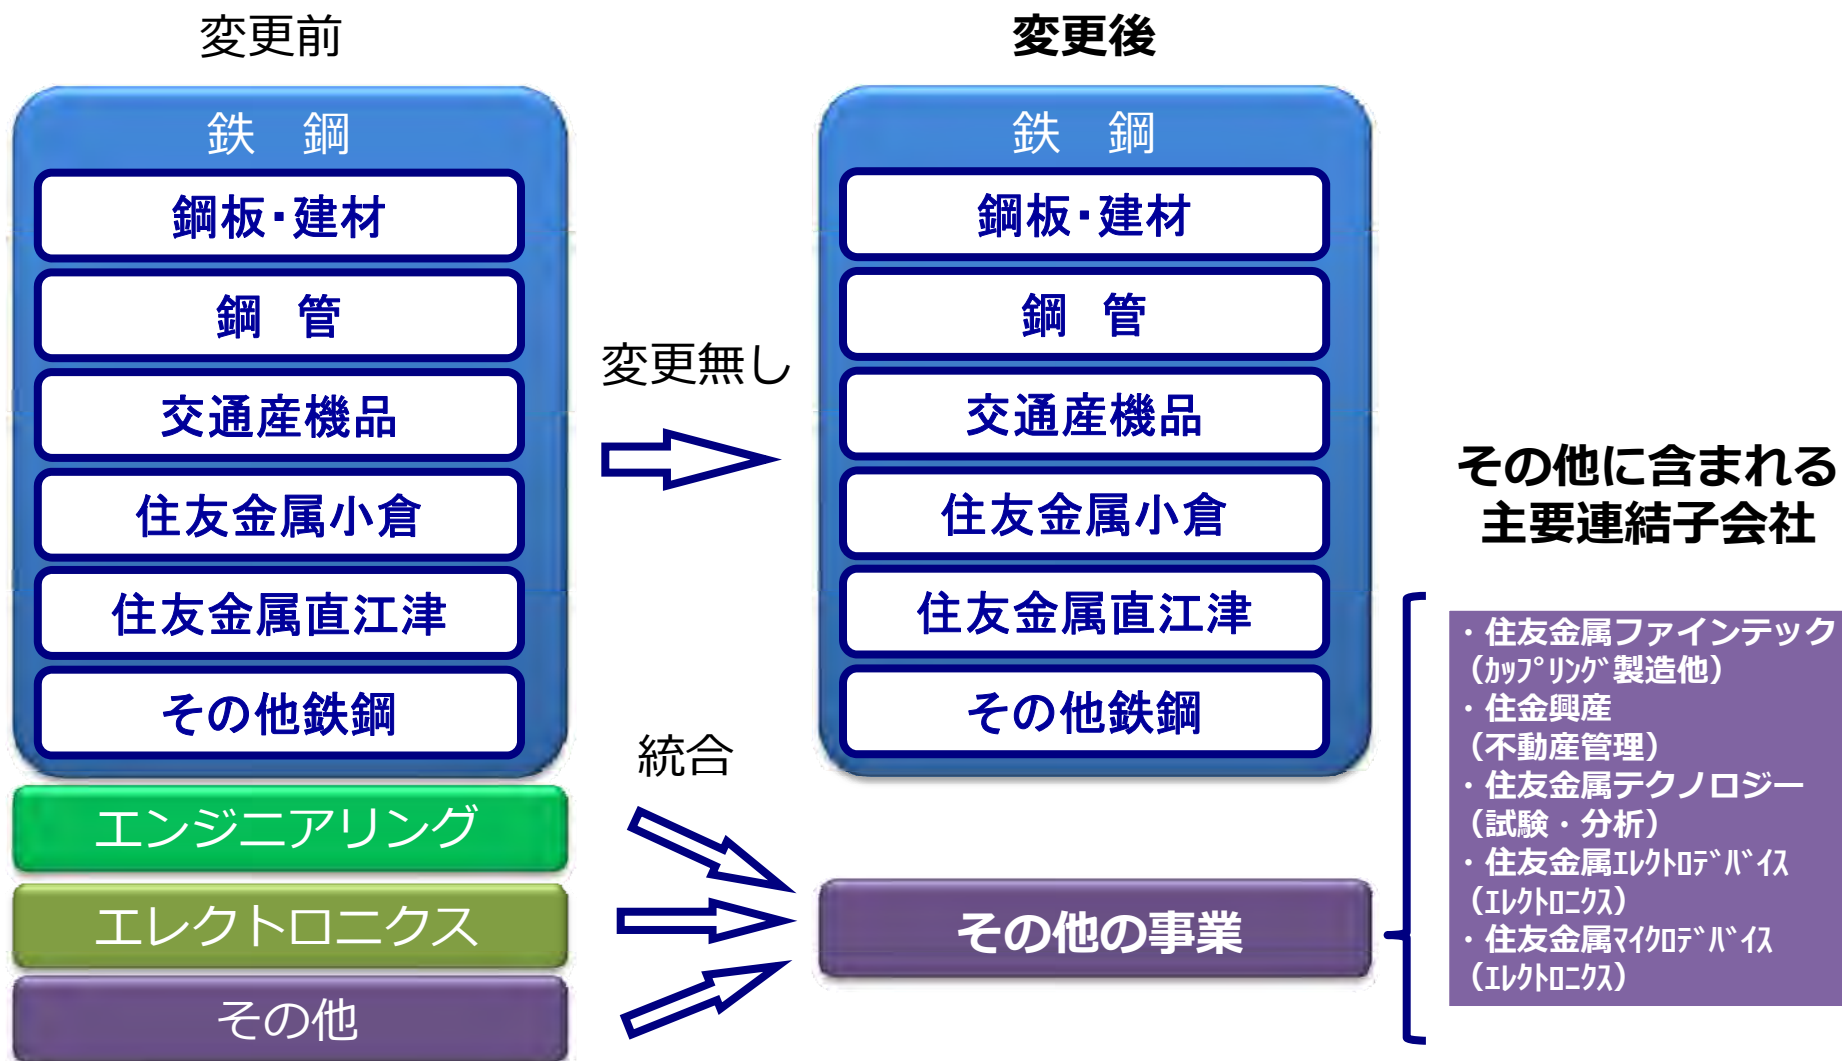 変更前
変更後
鉄　鋼
鋼板・建材
鋼　管
交通産機品
住友金属小倉
住友金属直江津
その他鉄鋼
エンジニアリング
エレクトロニクス
その他
変更無し
統合
鉄　鋼
鋼板・建材
鋼　管
交通産機品
住友金属小倉
住友金属直江津
その他鉄鋼
その他の事業
その他に含まれる
主要連結子会社
・住友金属ファインテック
（ｶｯﾌﾟﾘﾝｸﾞ製造他）
・住金興産
（不動産管理）
・住友金属テクノロジー
（試験・分析）
・住友金属ｴﾚｸﾄﾛﾃﾞﾊﾞｲｽ
（ｴﾚｸﾄﾛﾆｸｽ）
・住友金属ﾏｲｸﾛﾃﾞﾊﾞｲｽ
（ｴﾚｸﾄﾛﾆｸｽ）